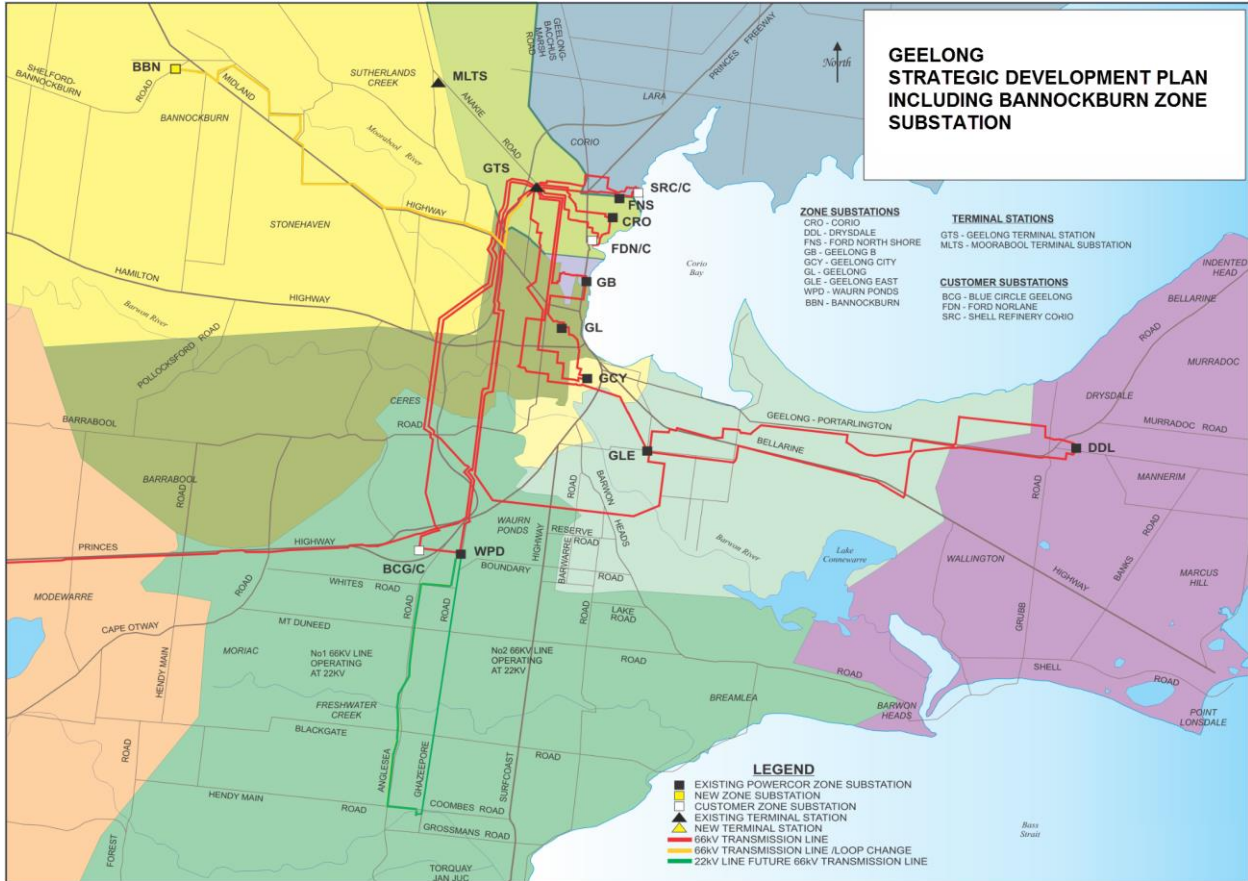 GEELONG
STRATEGIC DEVELOPMENT PLAN
INCLUDING BANNOCKBURN ZONE
SUBSTATION
North
SHELFORD-
BANNOCKBURN
ROAD
BBN
MIDLAND
BANNOCKBURN
SUTHERLANDS
CREEK
ROAD
MLTS
ANAKIE
ROAD
GEELONG-
BACCHUS
MARSH
ROAD
PRINCES
FREEWAY
LARA
CORIO
Moorabool
River
GTS
SRC/C
FNS
CRO
FDN/C
HIGHWAY
STONEHAVEN
HAMILTON
HIGHWAY
Barwon River
POLLOCKSFORD
ROAD
GB
GL
GCY
Corio
Bay
ZONE SUBSTATIONS
CRO - CORIO
DDL - DRYSDALE
FNS - FORD NORTH SHORE
GB - GEELONG B
GCY - GEELONG CITY
GL - GEELONG
GLE - GEELONG EAST
WPD - WAURN PONDS
BBN - BANNOCKBURN
TERMINAL STATIONS
GTS - GEELONG TERMINAL STATION
MLTS - MOORABOOL TERMINAL SUBSTATION
CUSTOMER SUBSTATIONS
BCG - BLUE CIRCLE GEELONG
FDN - FORD NORLANE
SRC - SHELL REFINERY CORIO
INDENTED
HEAD
BELLARINE
ROAD
MURRADOC
DRYSDALE
MURRADOC ROAD
CERES
BARRABOOL
ROAD
BARRABOOL
ROAD
GEELONG - PORTARLINGTON
BELLARINE
GLE
DDL
MANNERIM
ROAD
BARWON
HEADS
ROAD
BANKS
ROAD
WAURN
PONDS
HIGHWAY
RESERVE
ROAD
BARWARRE
ROAD
Barwon River
Lake
Connewarre
WALLINGTON
HIGHWAY
GRUBB
MARCUS
HILL
PRINCES
HIGHWAY
BCG/C
WPD
BOUNDARY
ROAD
WHITES
ROAD
ROAD
ROAD
MODEWARRE
ROAD
CAPE OTWAY
HENDY MAIN
MT DUNEED
LAKE
ROAD
ROAD
MORIAC
No1 66KV LINE
OPERATING
AT 22KV
No2 66KV LINE
OPERATING
AT 22KV
SHELL
ROAD
ROAD
BREAMLEA
BARWON
HEADS
POINT
LONSDALE
FRESHWATER
CREEK
BLACKGATE
ROAD
ROAD
ANGLESEA
GHAZEEPORE
SURFCOAST
HENDY MAIN
ROAD
COOMBES ROAD
GROSSMANS ROAD
FOREST
TORQUAY
JAN JUC
Bass
Strait
LEGEND
EXISTING POWERCOR ZONE SUBSTATION
NEW ZONE SUBSTATION
CUSTOMER ZONE SUBSTATION
EXISTING TERMINAL STATION
NEW TERMINAL STATION
66kV TRANSMISSION LINE
66kV TRANSMISSION LINE /LOOP CHANGE
22kV LINE FUTURE 66kV TRANSMISSION LINE